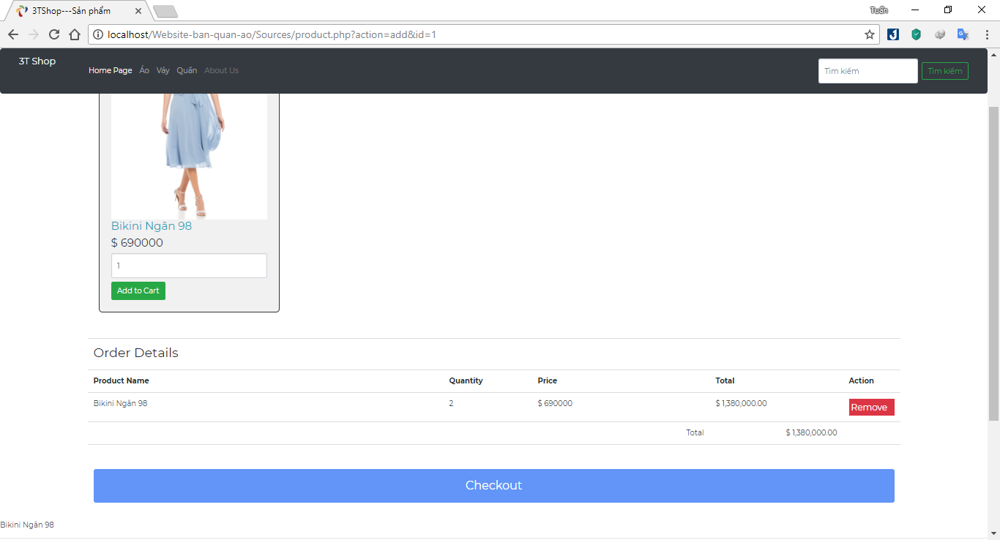 3TShop---Sản phẩm
Tuấn
localhost/Website-ban-quan-ao/Sources/product.php?action=add&id=1
3T Shop
Home Page Áo Váy Quần About Us
Tìm kiếm Tìm kiếm
Bikini Ngân 98
$ 690000
1
Add to Cart
Order Details
Product Name Quantity Price Total Action
Bikini Ngân 98 2 $ 690000 $ 1,380,000.00 Remove
Total $ 1,380,000.00
Checkout
Bikini Ngân 98